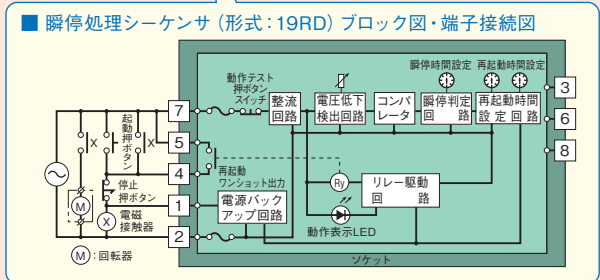 ■ 瞬停処理シーケンサ（形式：19RD）ブロック図・端子接続図
瞬停時間設定 再起動時間設定
動作テスト
押ボタン
スイッチ
整流
回路
電圧低下
検出回路
コンパ
レータ
瞬停判定
回 路
再起動時間
設定回路
7
5
4
1
2
3
6
8
X
起動押ボタン
X
停止
押ボタン
M
X
電磁
接触器
M：回転器
再起動
ワンショット出力
電源バック
アップ回路
Ry
リレー駆動
回 路
動作表示LED
ソケット